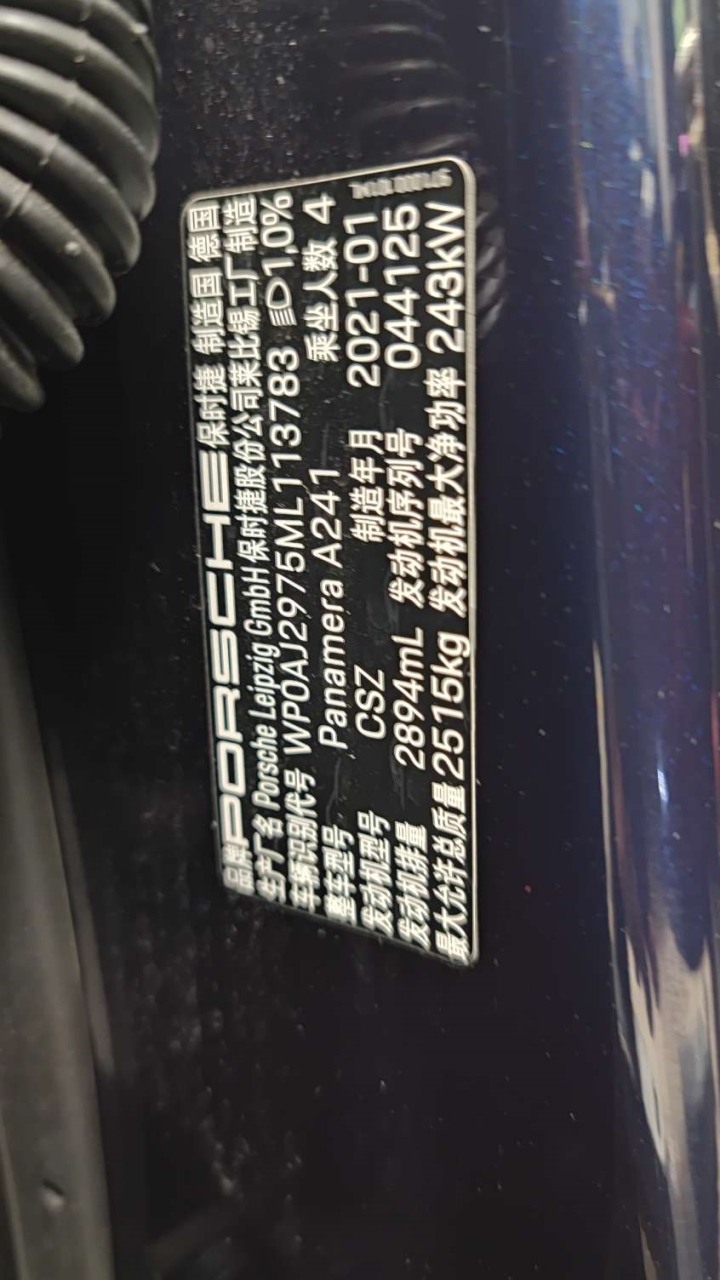 品牌 PORSCHE 保时捷 制造国 德国
生产厂名 Porsche Leipzig GmbH 保时捷股份公司莱比锡工厂制造
车辆识别代号 WP0AJ2975ML113783 1,0%
整车型号 Panamera A241 乘坐人数 4
发动机型号 CSZ 制造年月 2021-01
发动机排量 2894mL 发动机序列号 044125
最大允许总质量 2515kg 发动机最大净功率 243kW